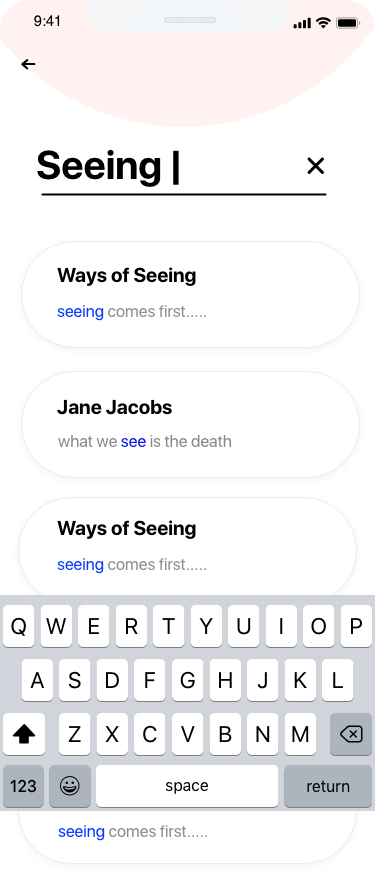 9:41
Seeing
Ways of Seeing
seeing comes first.....
Jane Jacobs
what we see is the death
Ways of Seeing
seeing comes first.....
Q W E R T Y U I O P
A S D F G H J K L
Z X C V B N M
123 space return
seeing comes first.....